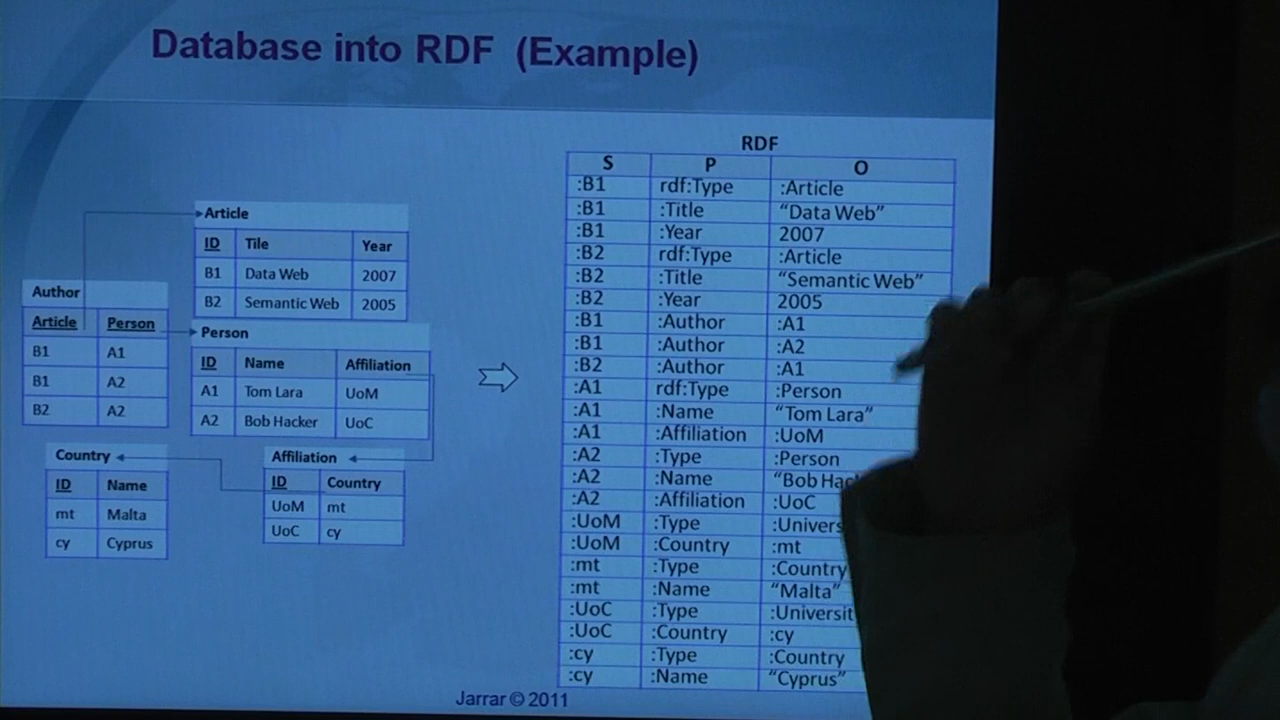 Database into RDF (Example)
Article
ID Tile Year
B1 Data Web 2007
B2 Semantic Web 2005
Author
Article Person
B1 A1
B1 A2
B2 A2
Person
ID Name Affiliation
A1 Tom Lara UoM
A2 Bob Hacker UoC
Country
ID Name
mt Malta
cy Cyprus
Affiliation
ID Country
UoM mt
UoC cy
RDF
S P O
:B1 rdf:Type :Article
:B1 :Title “Data Web”
:B1 :Year 2007
:B2 rdf:Type :Article
:B2 :Title “Semantic Web”
:B2 :Year 2005
:B1 :Author :A1
:B1 :Author :A2
:B2 :Author :A1
:A1 rdf:Type :Person
:A1 :Name “Tom Lara”
:A1 :Affiliation :UoM
:A2 :Type :Person
:A2 :Name “Bob
:A2 :Affiliation :UoC
:UoM :Type
:UoM :Country :mt
:mt :Type :Country
:mt :Name “Malta”
:UoC :Type
:UoC :Country :cy
:cy :Type :Country
:cy :Name “Cyprus”
Jarrar © 2011